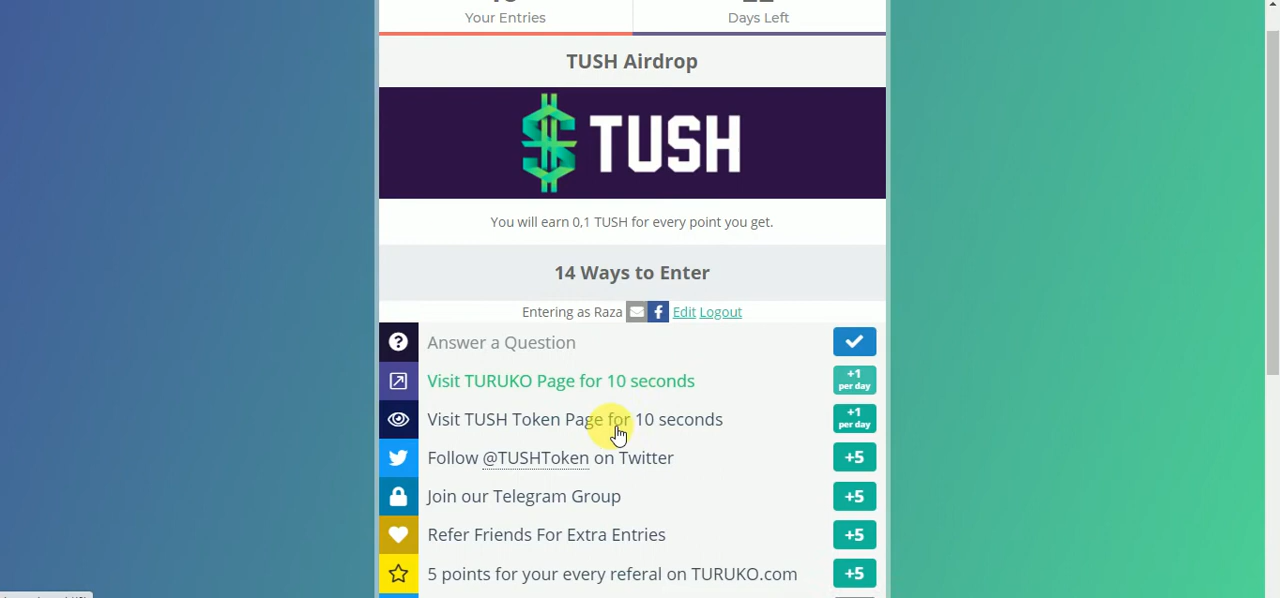 Your Entries
Days Left
TUSH Airdrop
TUSH
You will earn 0,1 TUSH for every point you get.
14 Ways to Enter
Entering as Raza Edit Logout
Answer a Question
Visit TURUKO Page for 10 seconds +1 per day
Visit TUSH Token Page for 10 seconds +1 per day
Follow @TUSHToken on Twitter +5
Join our Telegram Group +5
Refer Friends For Extra Entries +5
5 points for your every referal on TURUKO.com +5